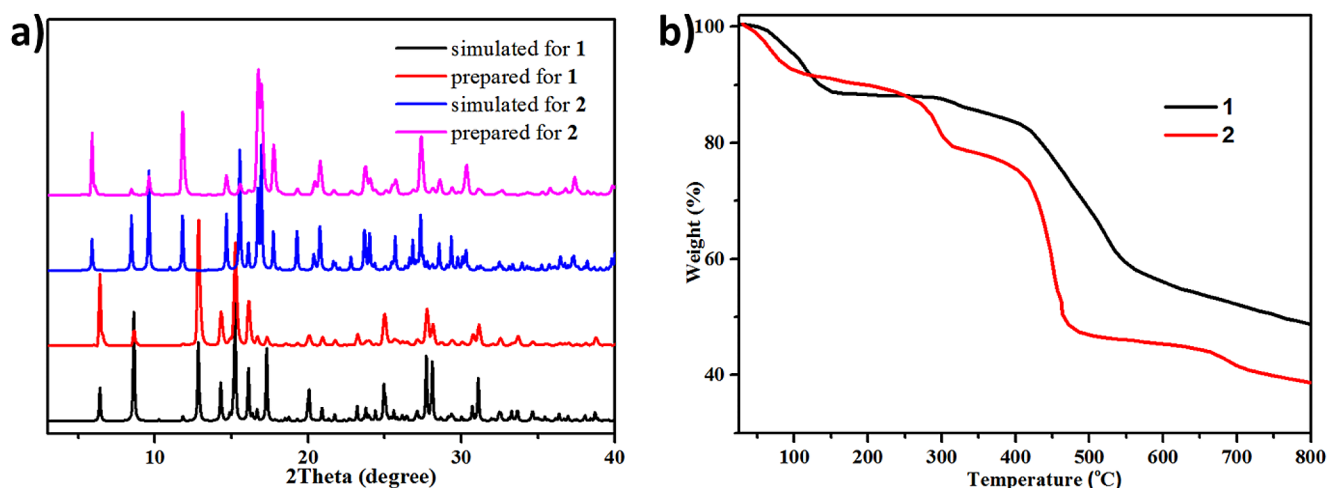 a)
simulated for 1
prepared for 1
simulated for 2
prepared for 2
10
20
30
40
2Theta (degree)
b)
100
80
60
40
Weight (%)
1
2
100
200
300
400
500
600
700
800
Temperature (°C)